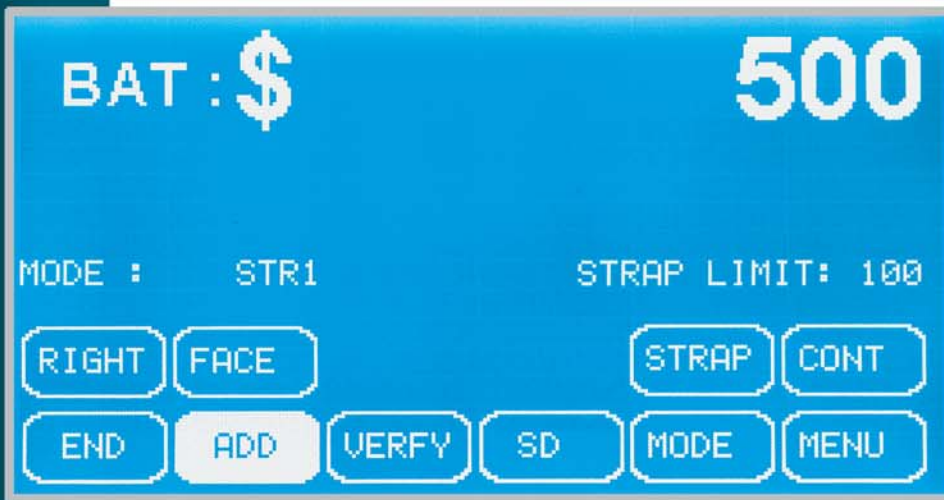 BAT :$ 500
MODE : STR1 STRAP LIMIT: 100
RIGHT FACE STRAP CONT
END ADD VERFY SD MODE MENU